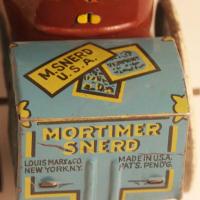 M. SNERD
U.S.A.
MORTIMER
SNERD
LOUIS MARX & CO.
NEW YORK. N.Y.
MADE IN U.S.A.
PAT'S. PEND'G.